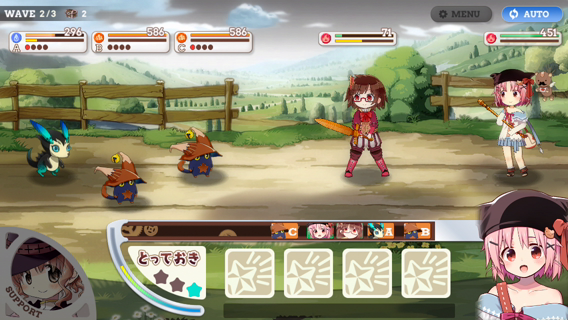 WAVE 2/3 2
MENU
AUTO
296
586
586
71
451
A
B
C
C
A
B
とっておき
SUPPORT